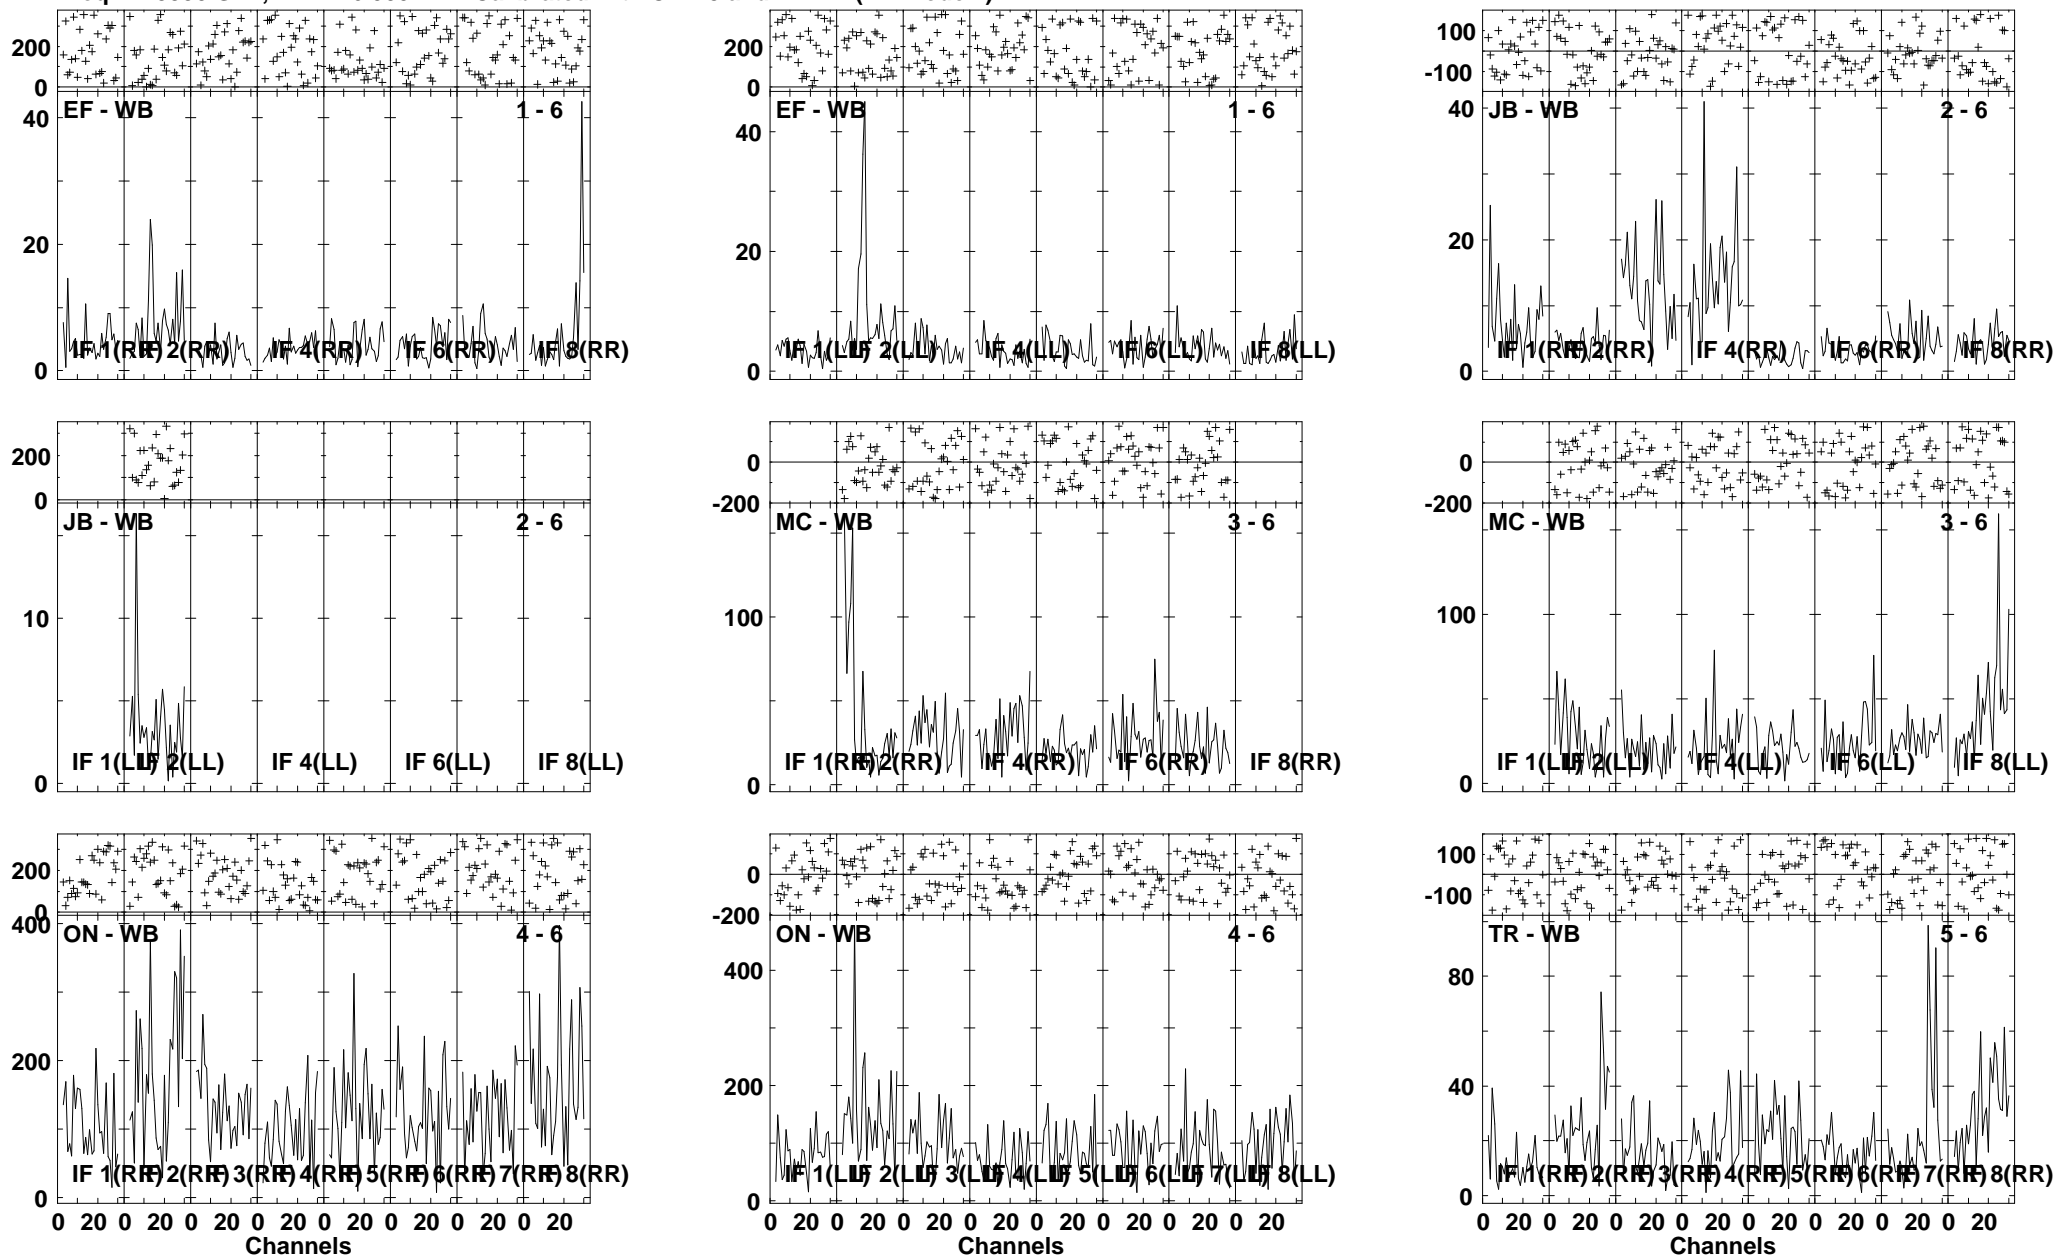 200
0
EF - WB 1 - 6
40
20
0
IF 1(RR) IF 2(RR) IF 4(RR) IF 6(RR) IF 8(RR)
200
0
EF - WB 1 - 6
40
20
0
IF 1(LL) IF 2(LL) IF 4(LL) IF 6(LL) IF 8(LL)
100
-100
JB - WB 2 - 6
40
20
0
IF 1(RR) IF 2(RR) IF 4(RR) IF 6(RR) IF 8(RR)
200
0
JB - WB 2 - 6
10
0
IF 1(LL) IF 2(LL) IF 4(LL) IF 6(LL) IF 8(LL)
0
-200
MC - WB 3 - 6
100
0
IF 1(RR) IF 2(RR) IF 4(RR) IF 6(RR) IF 8(RR)
0
-200
MC - WB 3 - 6
100
0
IF 1(LL) IF 2(LL) IF 4(LL) IF 6(LL) IF 8(LL)
200
0
400
ON - WB 4 - 6
200
0
IF 1(RR) IF 2(RR) IF 3(RR) IF 4(RR) IF 5(RR) IF 6(RR) IF 7(RR) IF 8(RR)
0 20 0 20 0 20 0 20 0 20 0 20 0 20 0 20
Channels
0
-200
ON - WB 4 - 6
400
200
0
IF 1(LL) IF 2(LL) IF 3(LL) IF 4(LL) IF 5(LL) IF 6(LL) IF 7(LL) IF 8(LL)
0 20 0 20 0 20 0 20 0 20 0 20 0 20 0 20
Channels
100
-100
TR - WB 5 - 6
80
40
0
IF 1(RR) IF 2(RR) IF 3(RR) IF 4(RR) IF 5(RR) IF 6(RR) IF 7(RR) IF 8(RR)
0 20 0 20 0 20 0 20 0 20 0 20 0 20 0 20
Channels